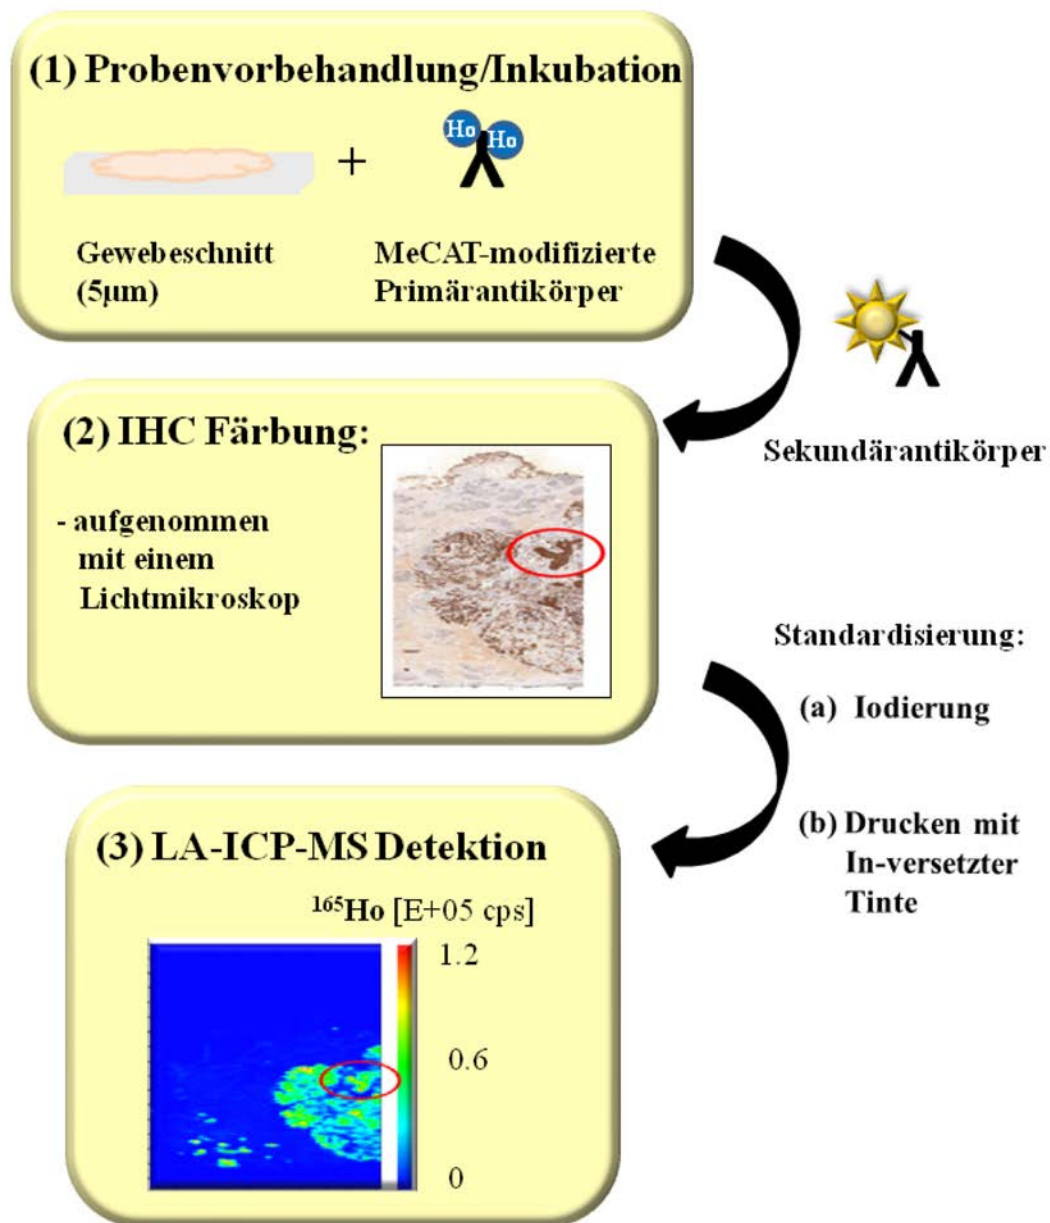 (1) Probenvorbehandlung/Inkubation
Ho Ho
+
Gewebeschnitt
(5µm)
MeCAT-modifizierte
Primärantikörper
Sekundärantikörper
(2) IHC Färbung:
- aufgenommen
mit einem
Lichtmikroskop
Standardisierung:
(a) Iodierung
(b) Drucken mit
In-versetzter
Tinte
(3) LA-ICP-MS Detektion
¹⁶⁵Ho [E+05 cps]
1.2
0.6
0